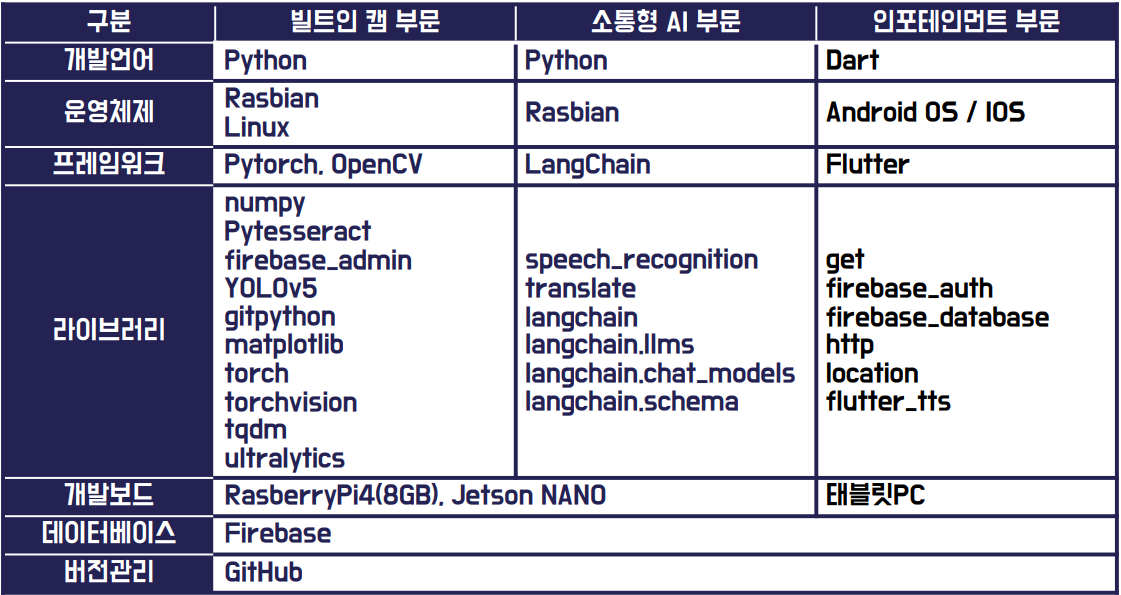 구분 빌트인 캠 부문 소통형 AI 부문 인포테인먼트 부문
개발언어 Python Python Dart
운영체제 Rasbian Linux Rasbian Android OS / IOS
프레임워크 Pytorch, OpenCV LangChain Flutter
라이브러리
numpy
Pytesseract
firebase_admin
YOLOv5
gitpython
matplotlib
torch
torchvision
tqdm
ultralytics
speech_recognition
translate
langchain
langchain.llms
langchain.chat_models
langchain.schema
get
firebase_auth
firebase_database
http
location
flutter_tts
개발보드 RasberryPi4(8GB), Jetson NANO 태블릿PC
데이터베이스 Firebase
버전관리 GitHub